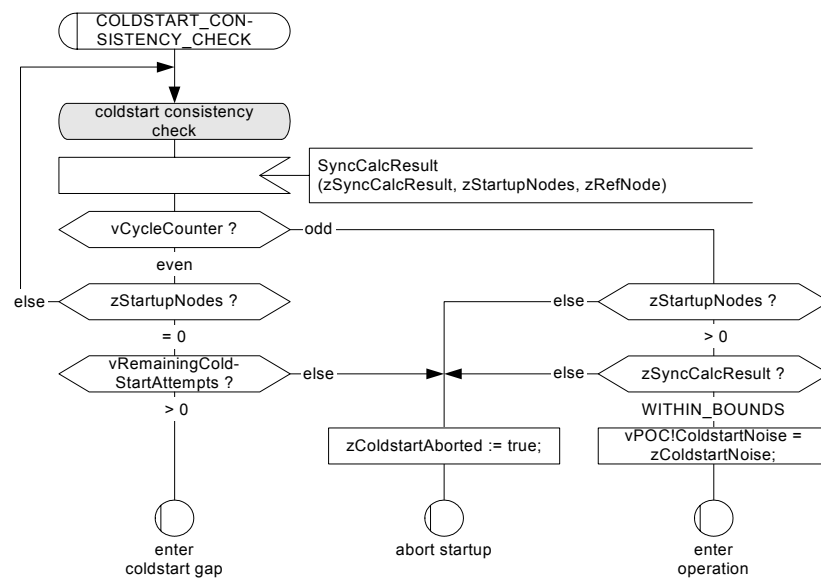 COLDSTART_CON-
SISTENCY_CHECK
coldstart consistency
check
SyncCalcResult
(zSyncCalcResult, zStartupNodes, zRefNode)
vCycleCounter ?
odd
even
else
zStartupNodes ?
else
zStartupNodes ?
= 0
> 0
vRemainingCold-
StartAttempts ?
else
else
zSyncCalcResult ?
> 0
WITHIN_BOUNDS
zColdstartAborted := true;
vPOC!ColdstartNoise =
zColdstartNoise;
enter
coldstart gap
abort startup
enter
operation